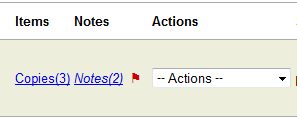 Items Notes Actions
Copies(3) Notes(2) -- Actions --